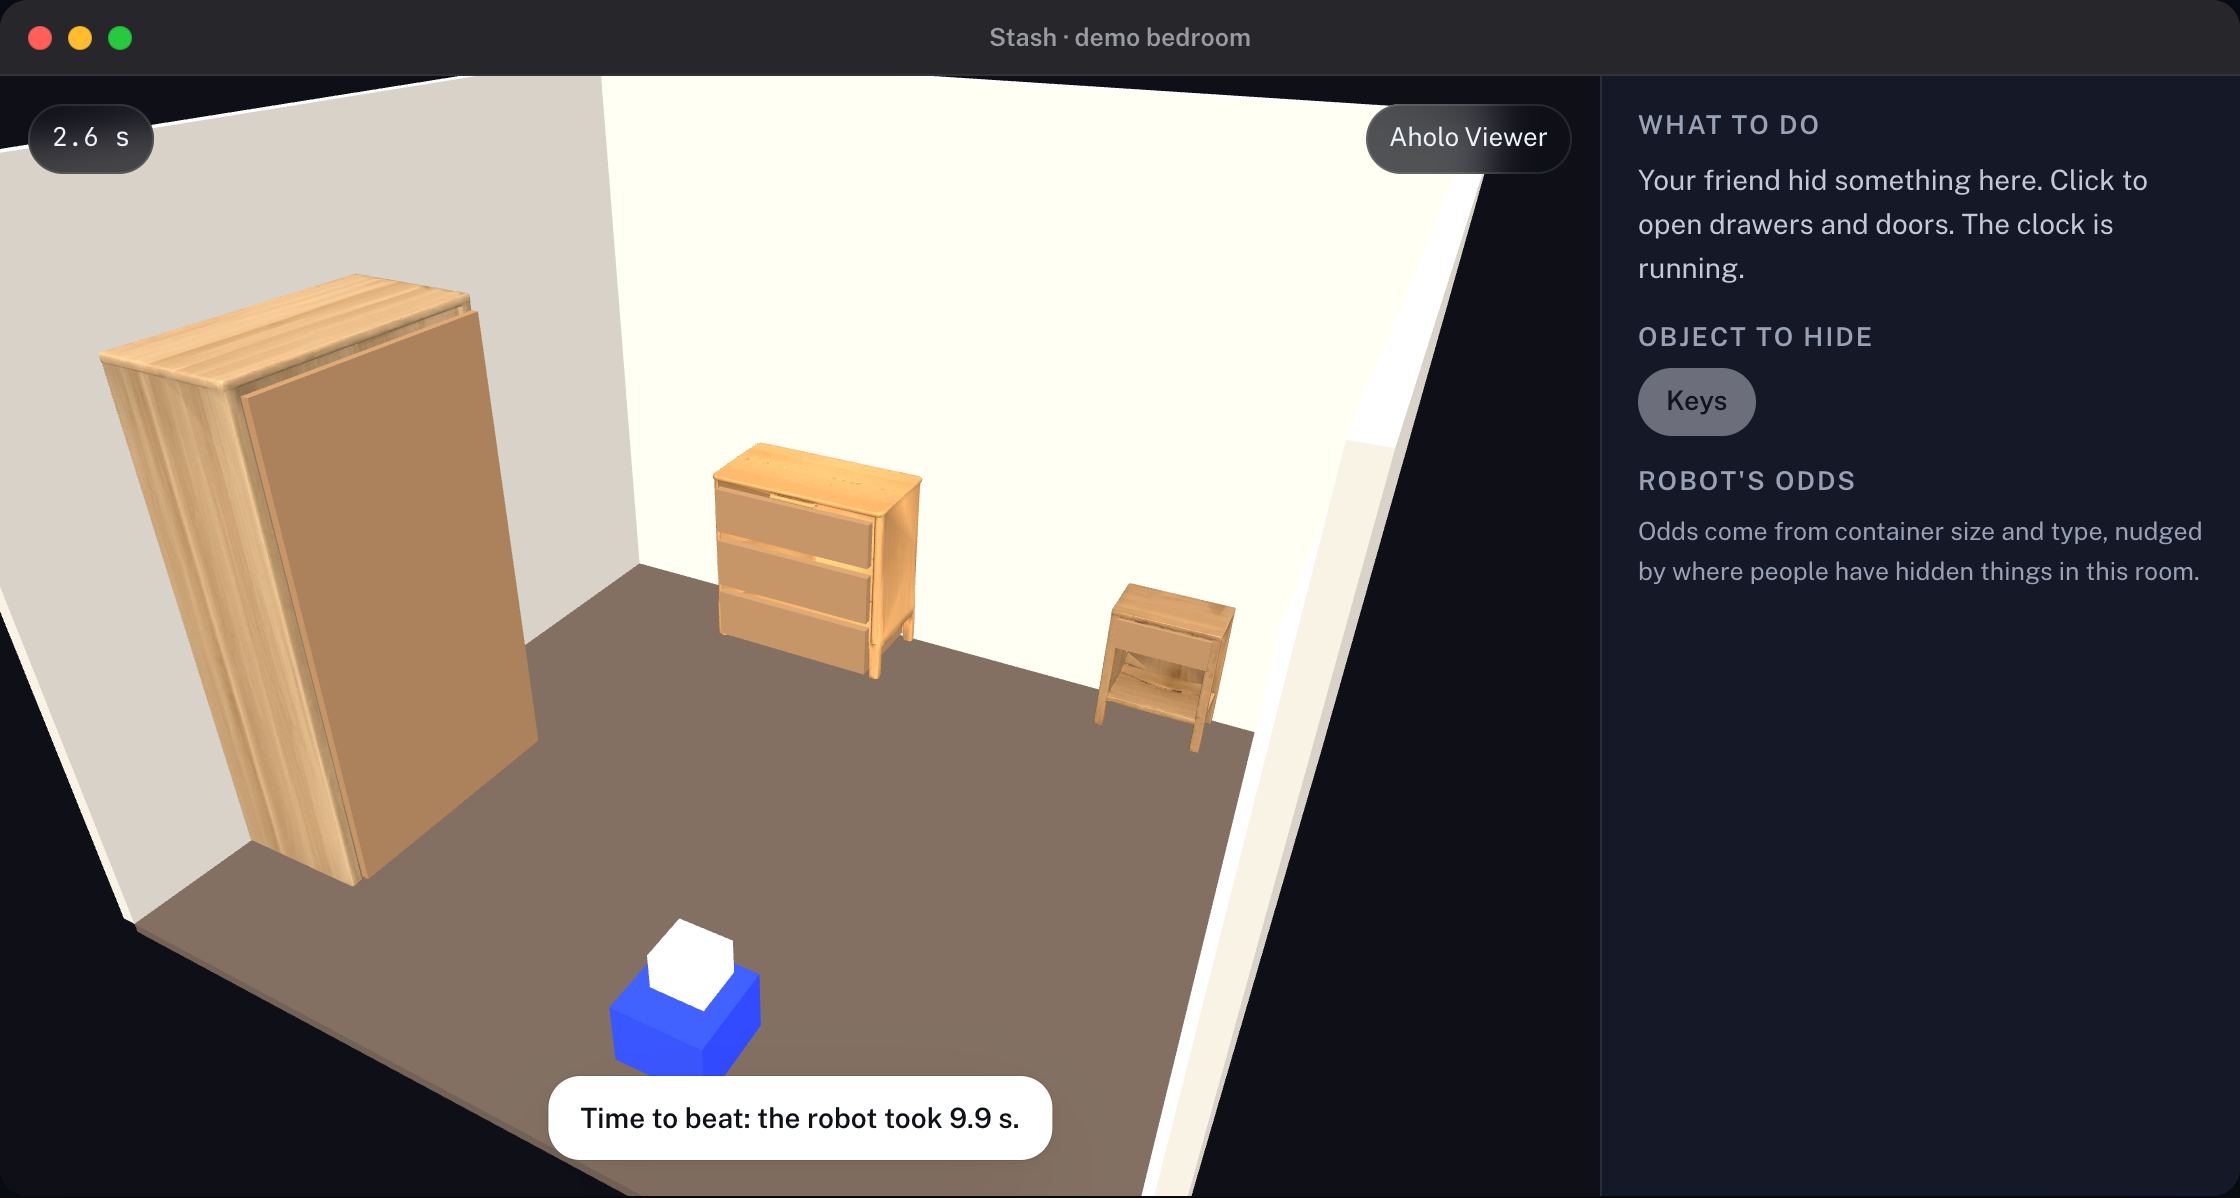 Stash · demo bedroom
2.6 s
Aholo Viewer
WHAT TO DO
Your friend hid something here. Click to
open drawers and doors. The clock is
running.
OBJECT TO HIDE
Keys
ROBOT'S ODDS
Odds come from container size and type, nudged
by where people have hidden things in this room.
Time to beat: the robot took 9.9 s.